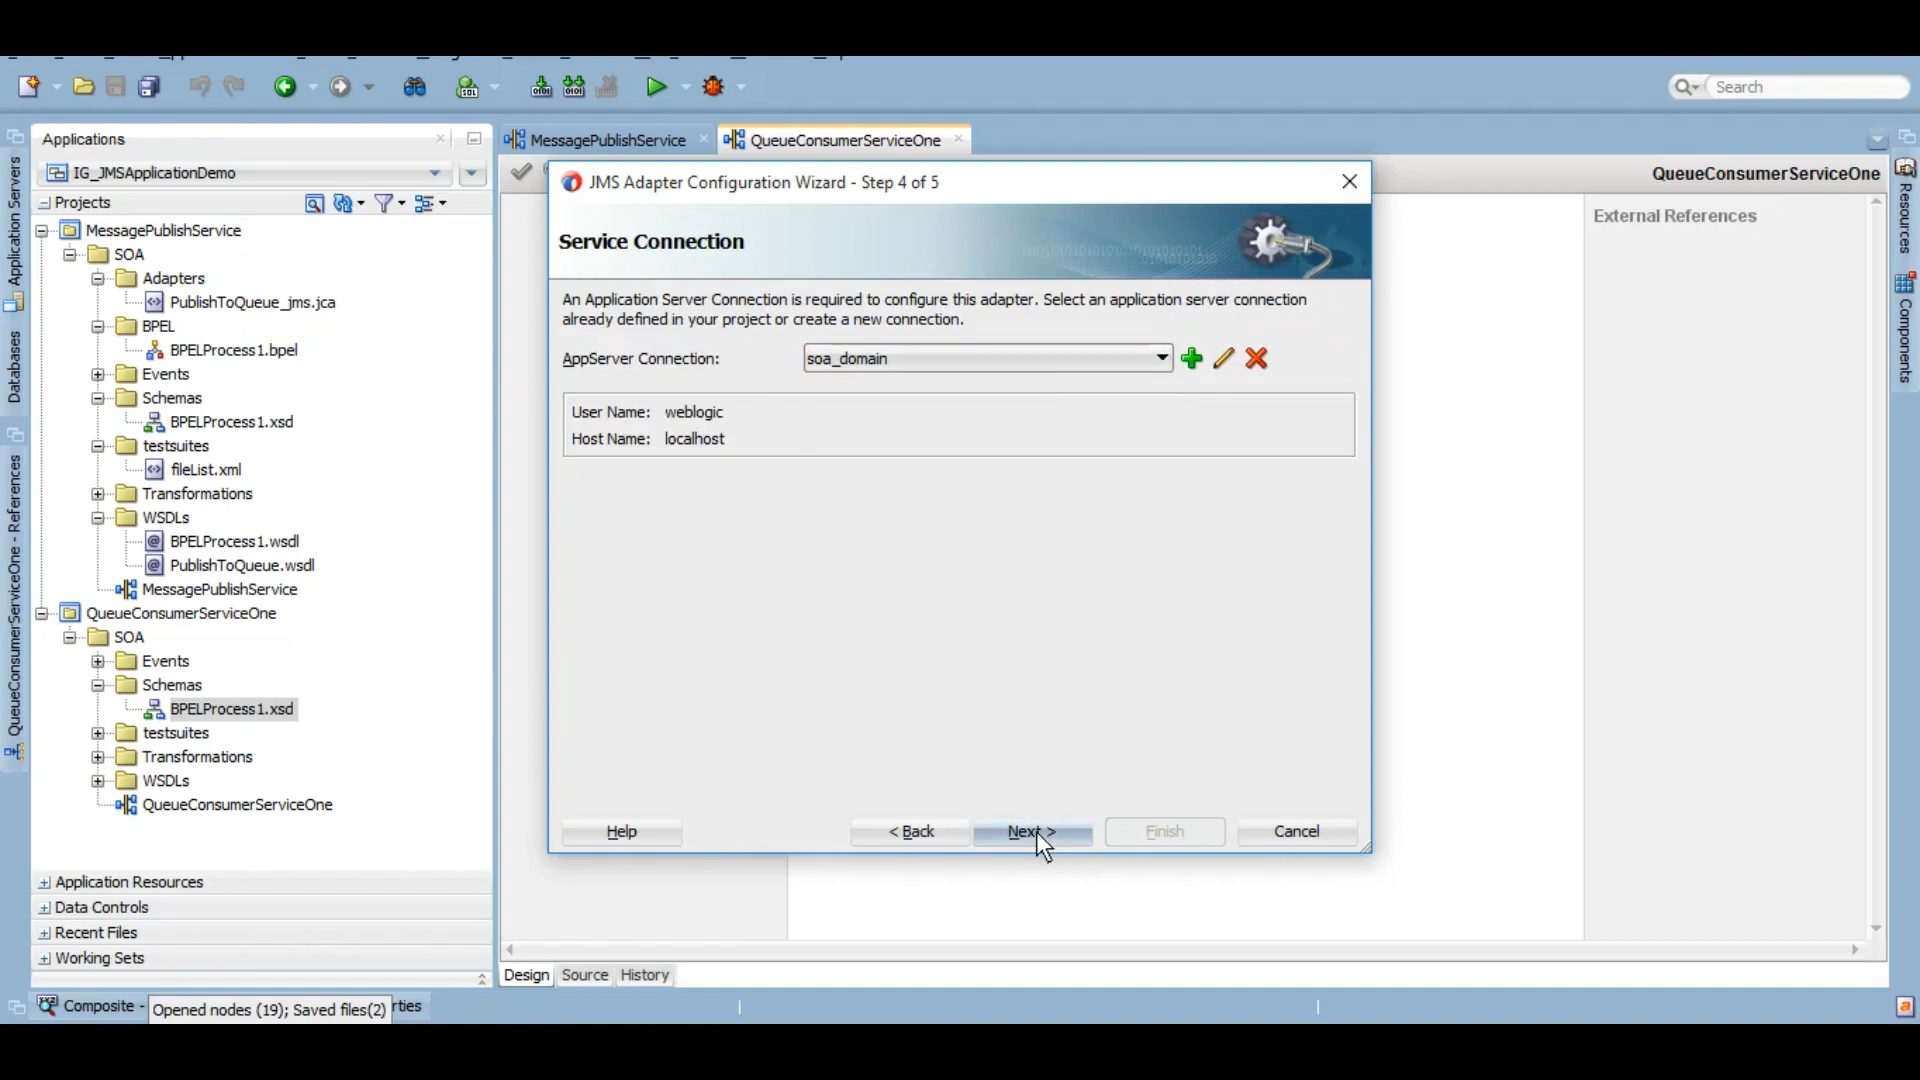 Search
Applications
MessagePublishService
QueueConsumerServiceOne
IG_JMSApplicationDemo
QueueConsumerServiceOne
Projects
External References
MessagePublishService
SOA
Adapters
PublishToQueue_jms.jca
BPEL
BPELProcess1.bpel
Events
Schemas
BPELProcess1.xsd
testsuites
fileList.xml
Transformations
WSDLs
BPELProcess1.wsdl
PublishToQueue.wsdl
MessagePublishService
QueueConsumerServiceOne
SOA
Events
Schemas
BPELProcess1.xsd
testsuites
Transformations
WSDLs
QueueConsumerServiceOne
Application Resources
Data Controls
Recent Files
Working Sets
Application Servers
Databases
QueueConsumerServiceOne - References
JMS Adapter Configuration Wizard - Step 4 of 5
Service Connection
An Application Server Connection is required to configure this adapter. Select an application server connection
already defined in your project or create a new connection.
AppServer Connection:
soa_domain
User Name: weblogic
Host Name: localhost
Help
< Back
Next >
Finish
Cancel
Resources
Components
Design
Source
History
Composite -
Opened nodes (19); Saved files(2)
rties